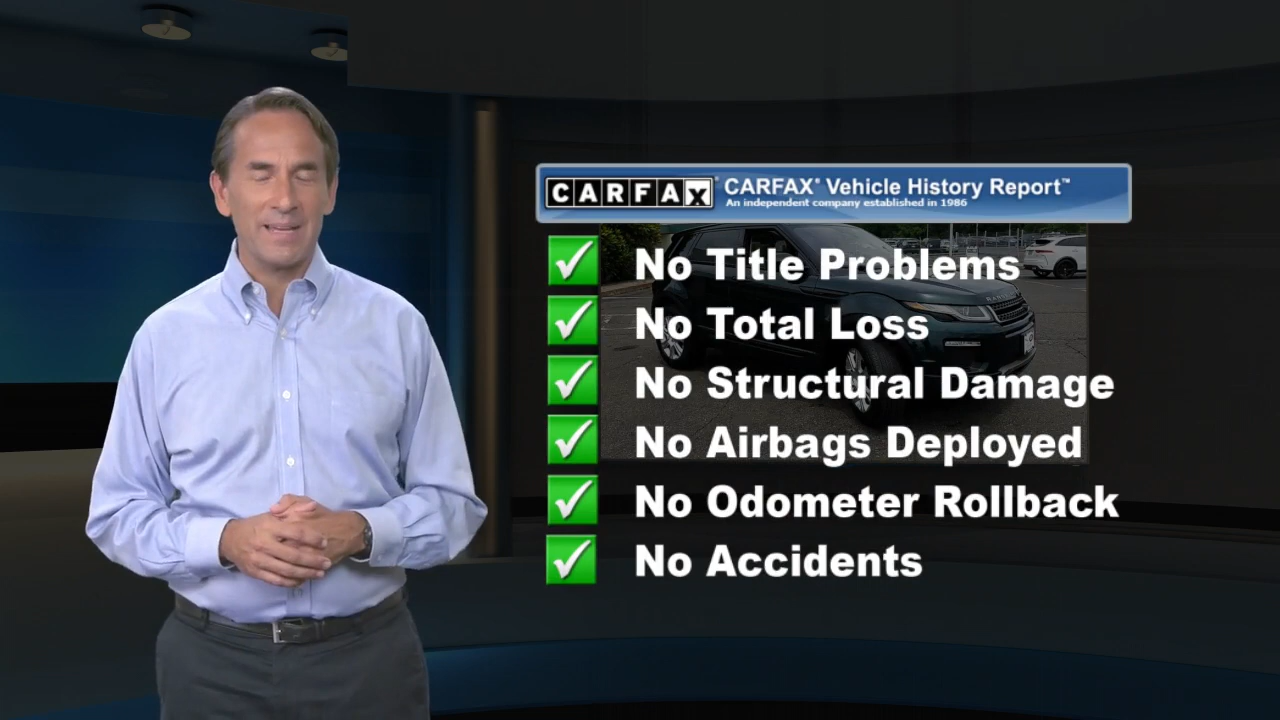 CARFAX® CARFAX® Vehicle History Report™
An independent company established in 1986
No Title Problems
No Total Loss
No Structural Damage
No Airbags Deployed
No Odometer Rollback
No Accidents